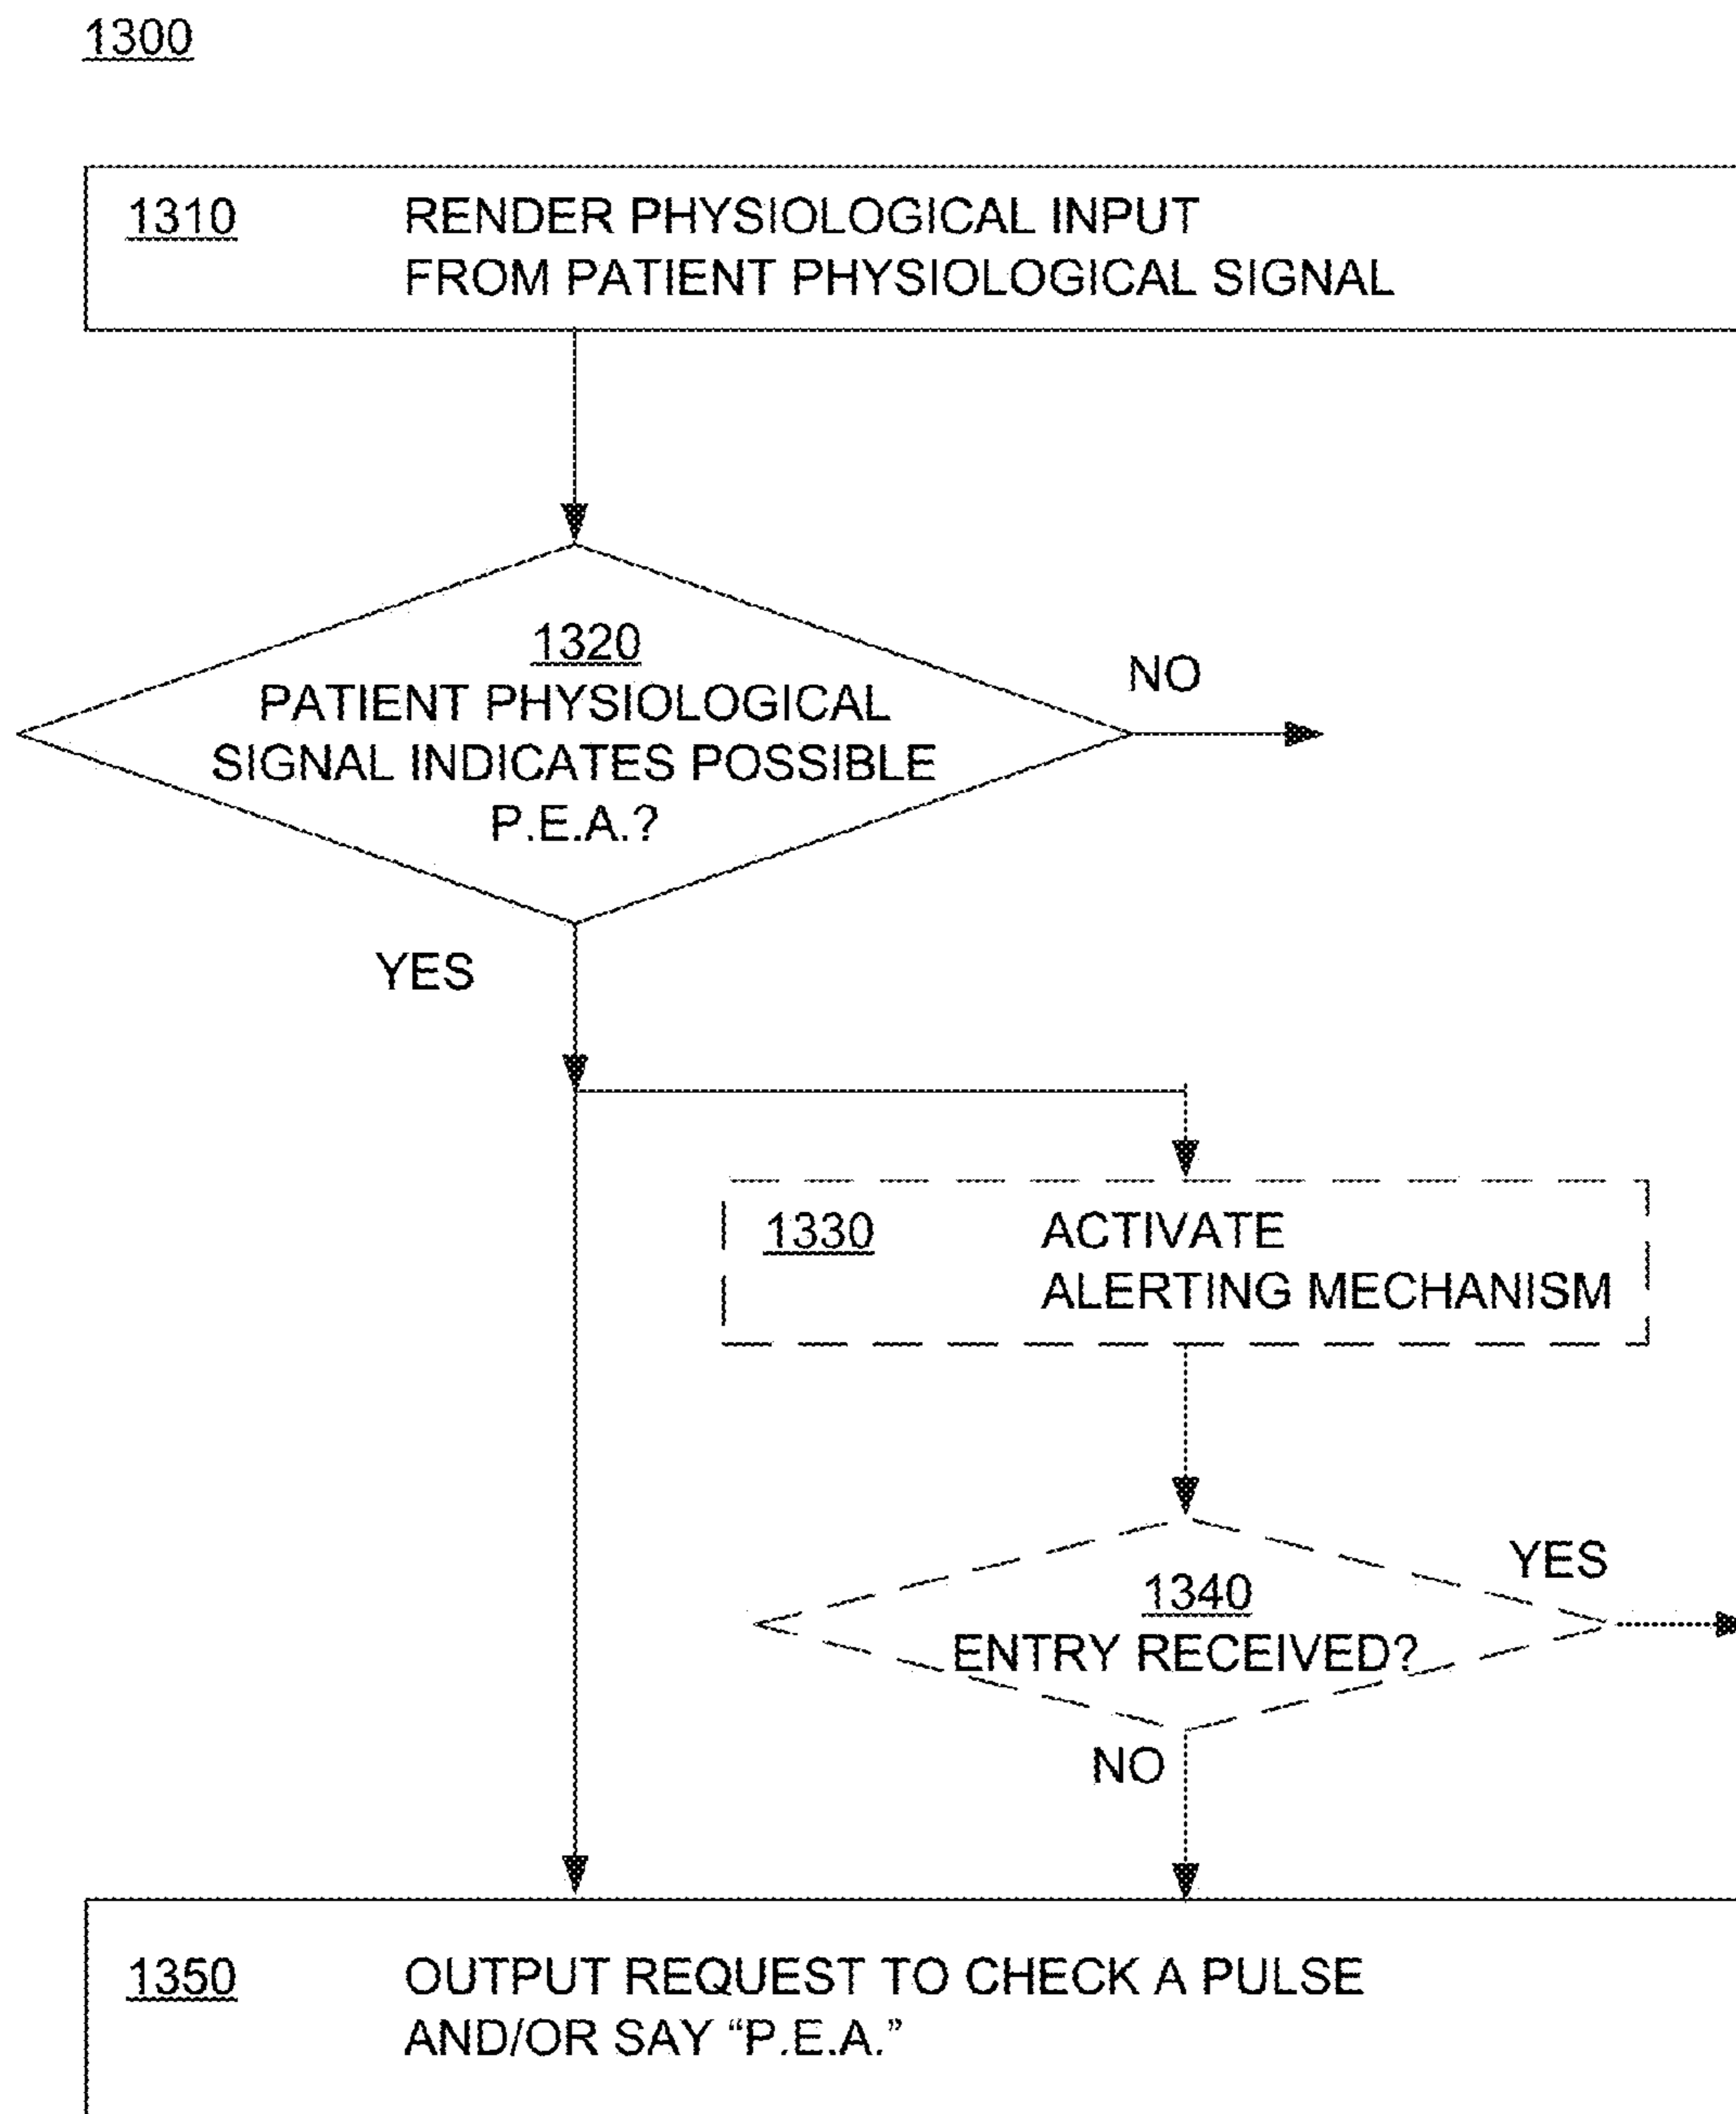 1300
1310 RENDER PHYSIOLOGICAL INPUT
FROM PATIENT PHYSIOLOGICAL SIGNAL
1320
PATIENT PHYSIOLOGICAL
SIGNAL INDICATES POSSIBLE
P.E.A.?
NO
YES
1330 ACTIVATE
ALERTING MECHANISM
1340
ENTRY RECEIVED?
YES
NO
1350 OUTPUT REQUEST TO CHECK A PULSE
AND/OR SAY “P.E.A.”